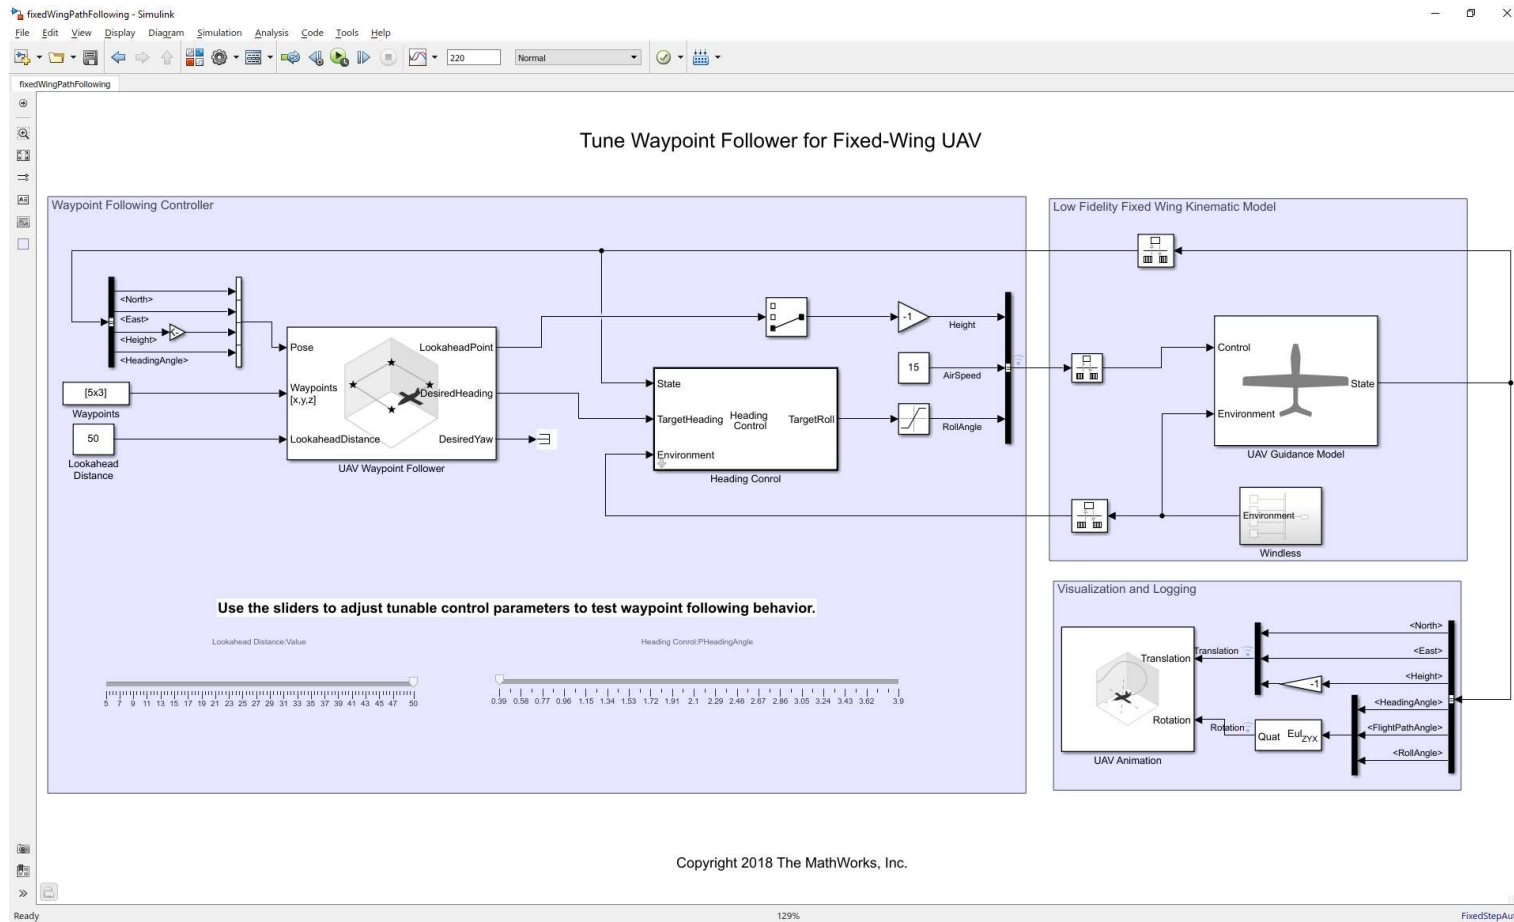 fixedWingPathFollowing - Simulink
File Edit View Display Diagram Simulation Analysis Code Tools Help
220
Normal
fixedWingPathFollowing
Tune Waypoint Follower for Fixed-Wing UAV
Waypoint Following Controller
<North>
<East>
<Height>
<HeadingAngle>
[5x3]
Waypoints
50
Lookahead
Distance
Pose
Waypoints
[x,y,z]
LookaheadDistance
LookaheadPoint
DesiredHeading
DesiredYaw
UAV Waypoint Follower
State
TargetHeading
Environment
Heading
Control
TargetRoll
Heading Conrol
-1
Height
15
AirSpeed
RollAngle
Low Fidelity Fixed Wing Kinematic Model
Control
Environment
State
UAV Guidance Model
Environment
Windless
Use the sliders to adjust tunable control parameters to test waypoint following behavior.
Lookahead Distance:Value
5 7 9 11 13 15 17 19 21 23 25 27 29 31 33 35 37 39 41 43 45 47 50
Heading Conrol:PHeadingAngle
0.39 0.58 0.77 0.96 1.15 1.34 1.53 1.72 1.91 2.1 2.29 2.48 2.67 2.86 3.05 3.24 3.43 3.62 3.9
Visualization and Logging
Translation
Rotation
UAV Animation
Translation
Rotation
-1
Quat Eul ZYX
<North>
<East>
<Height>
<HeadingAngle>
<FlightPathAngle>
<RollAngle>
Copyright 2018 The MathWorks, Inc.
Ready
129%
FixedStepAut